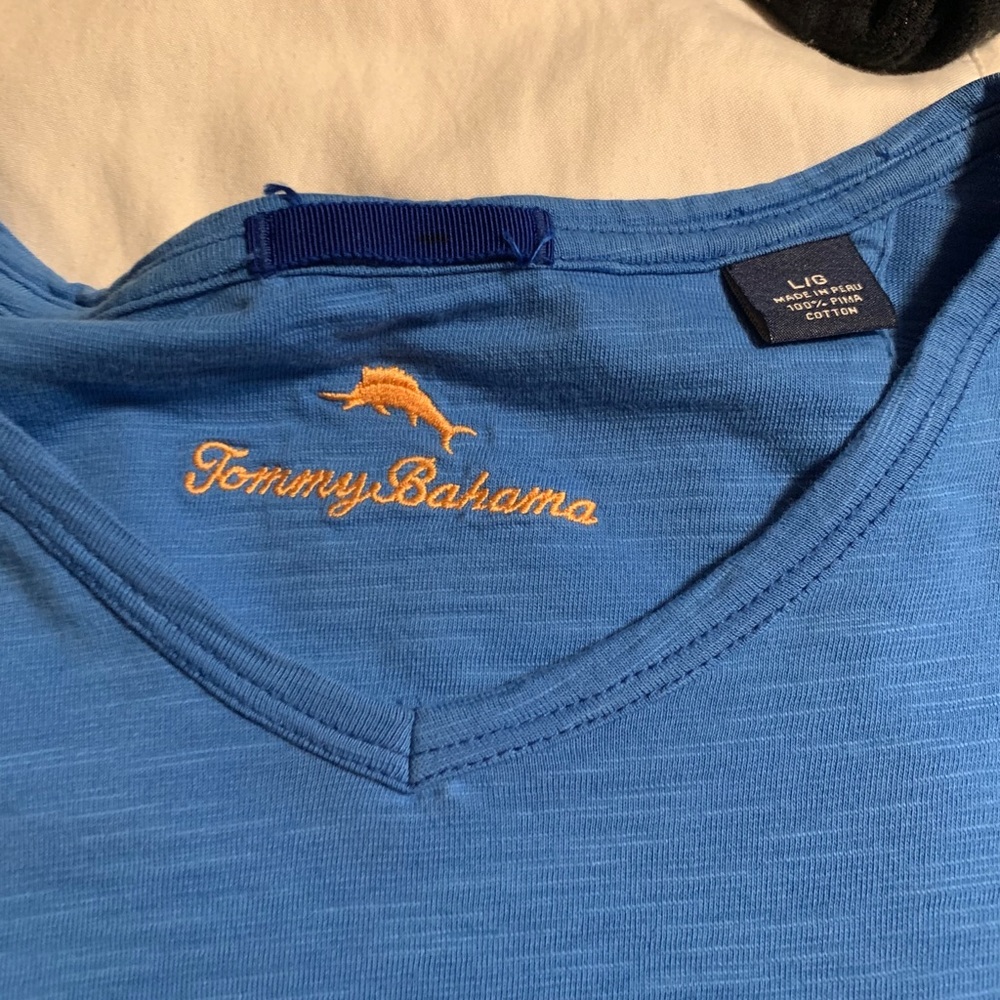 L/G
MADE IN PERU
100% PIMA
COTTON
Tommy Bahama